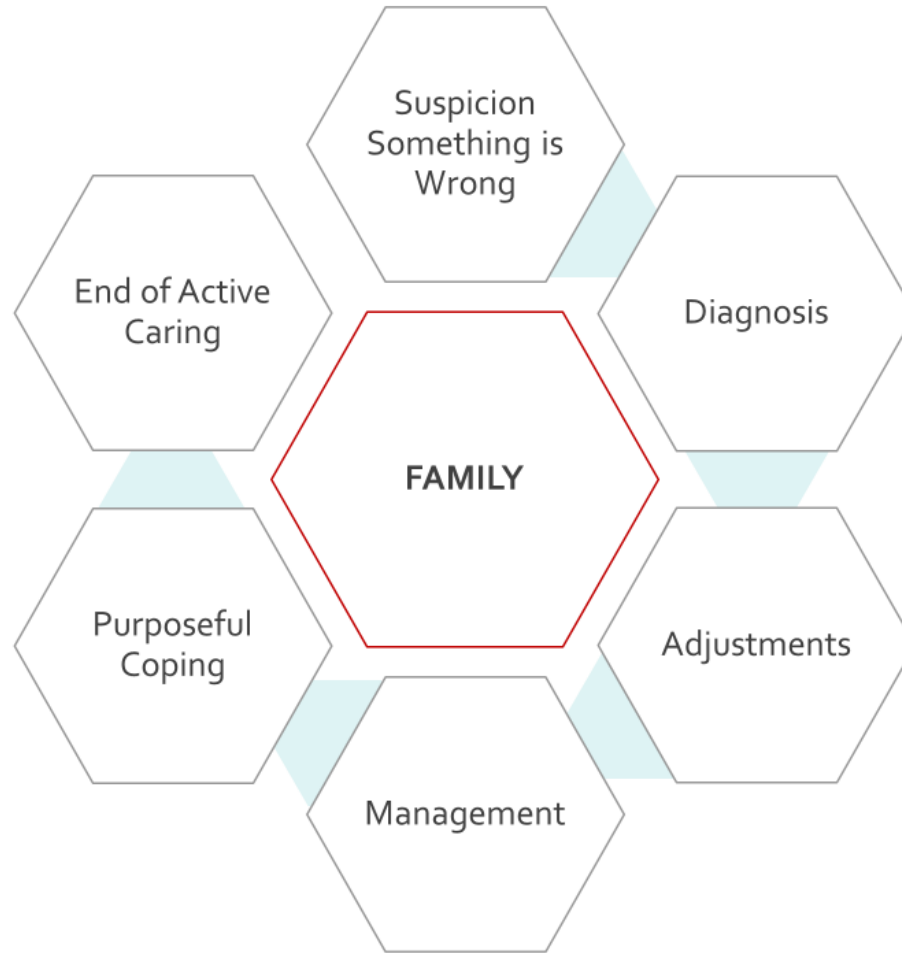 Suspicion
Something is
Wrong
Diagnosis
Adjustments
Management
Purposeful
Coping
End of Active
Caring
FAMILY